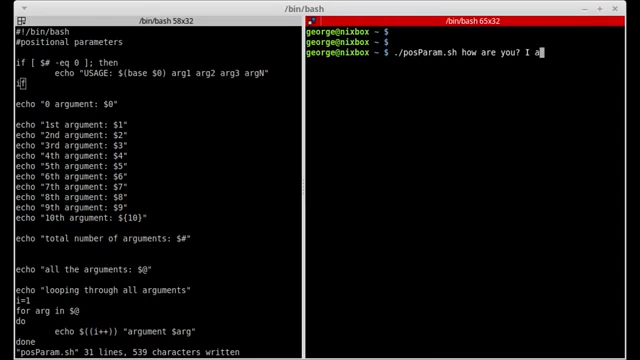 /bin/bash
/bin/bash 58x32
#!/bin/bash
#positional parameters
if [ $# -eq 0 ]; then
echo "USAGE: $(base $0) arg1 arg2 arg3 argN"
if
echo "0 argument: $0"
echo "1st argument: $1"
echo "2nd argument: $2"
echo "3rd argument: $3"
echo "4th argument: $4"
echo "5th argument: $5"
echo "6th argument: $6"
echo "7th argument: $7"
echo "8th argument: $8"
echo "9th argument: $9"
echo "10th argument: ${10}"
echo "total number of arguments: $#"
echo "all the arguments: $@"
echo "looping through all arguments"
i=1
for arg in $@
do
echo $((i++)) "argument $arg"
done
"posParam.sh" 31 lines, 539 characters written
/bin/bash 65x32
george@nixbox ~ $
george@nixbox ~ $
george@nixbox ~ $ ./posParam.sh how are you? I a